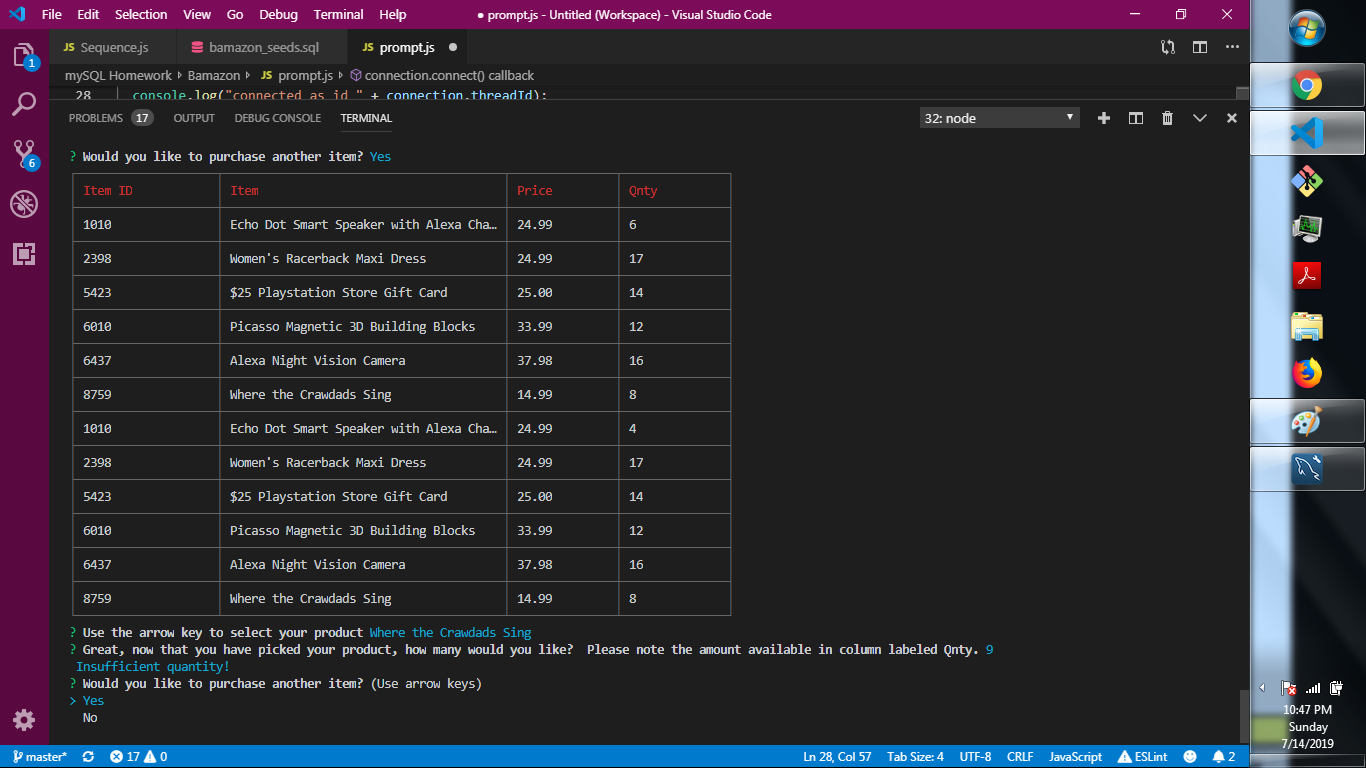 File Edit Selection View Go Debug Terminal Help ● prompt.js - Untitled (Workspace) - Visual Studio Code
JS Sequence.js bamazon_seeds.sql JS prompt.js ●
mySQL Homework › Bamazon › JS prompt.js › connection.connect() callback
28 console.log("connected as id " + connection.threadId);
PROBLEMS 17 OUTPUT DEBUG CONSOLE TERMINAL 32: node
? Would you like to purchase another item? Yes
Item ID Item Price Qnty
1010 Echo Dot Smart Speaker with Alexa Cha… 24.99 6
2398 Women's Racerback Maxi Dress 24.99 17
5423 $25 Playstation Store Gift Card 25.00 14
6010 Picasso Magnetic 3D Building Blocks 33.99 12
6437 Alexa Night Vision Camera 37.98 16
8759 Where the Crawdads Sing 14.99 8
1010 Echo Dot Smart Speaker with Alexa Cha… 24.99 4
2398 Women's Racerback Maxi Dress 24.99 17
5423 $25 Playstation Store Gift Card 25.00 14
6010 Picasso Magnetic 3D Building Blocks 33.99 12
6437 Alexa Night Vision Camera 37.98 16
8759 Where the Crawdads Sing 14.99 8
? Use the arrow key to select your product Where the Crawdads Sing
? Great, now that you have picked your product, how many would you like?  Please note the amount available in column labeled Qnty. 9
Insufficient quantity!
? Would you like to purchase another item? (Use arrow keys)
> Yes
No
1
6
master* 17 0 Ln 28, Col 57 Tab Size: 4 UTF-8 CRLF JavaScript ESLint 2
10:47 PM
Sunday
7/14/2019